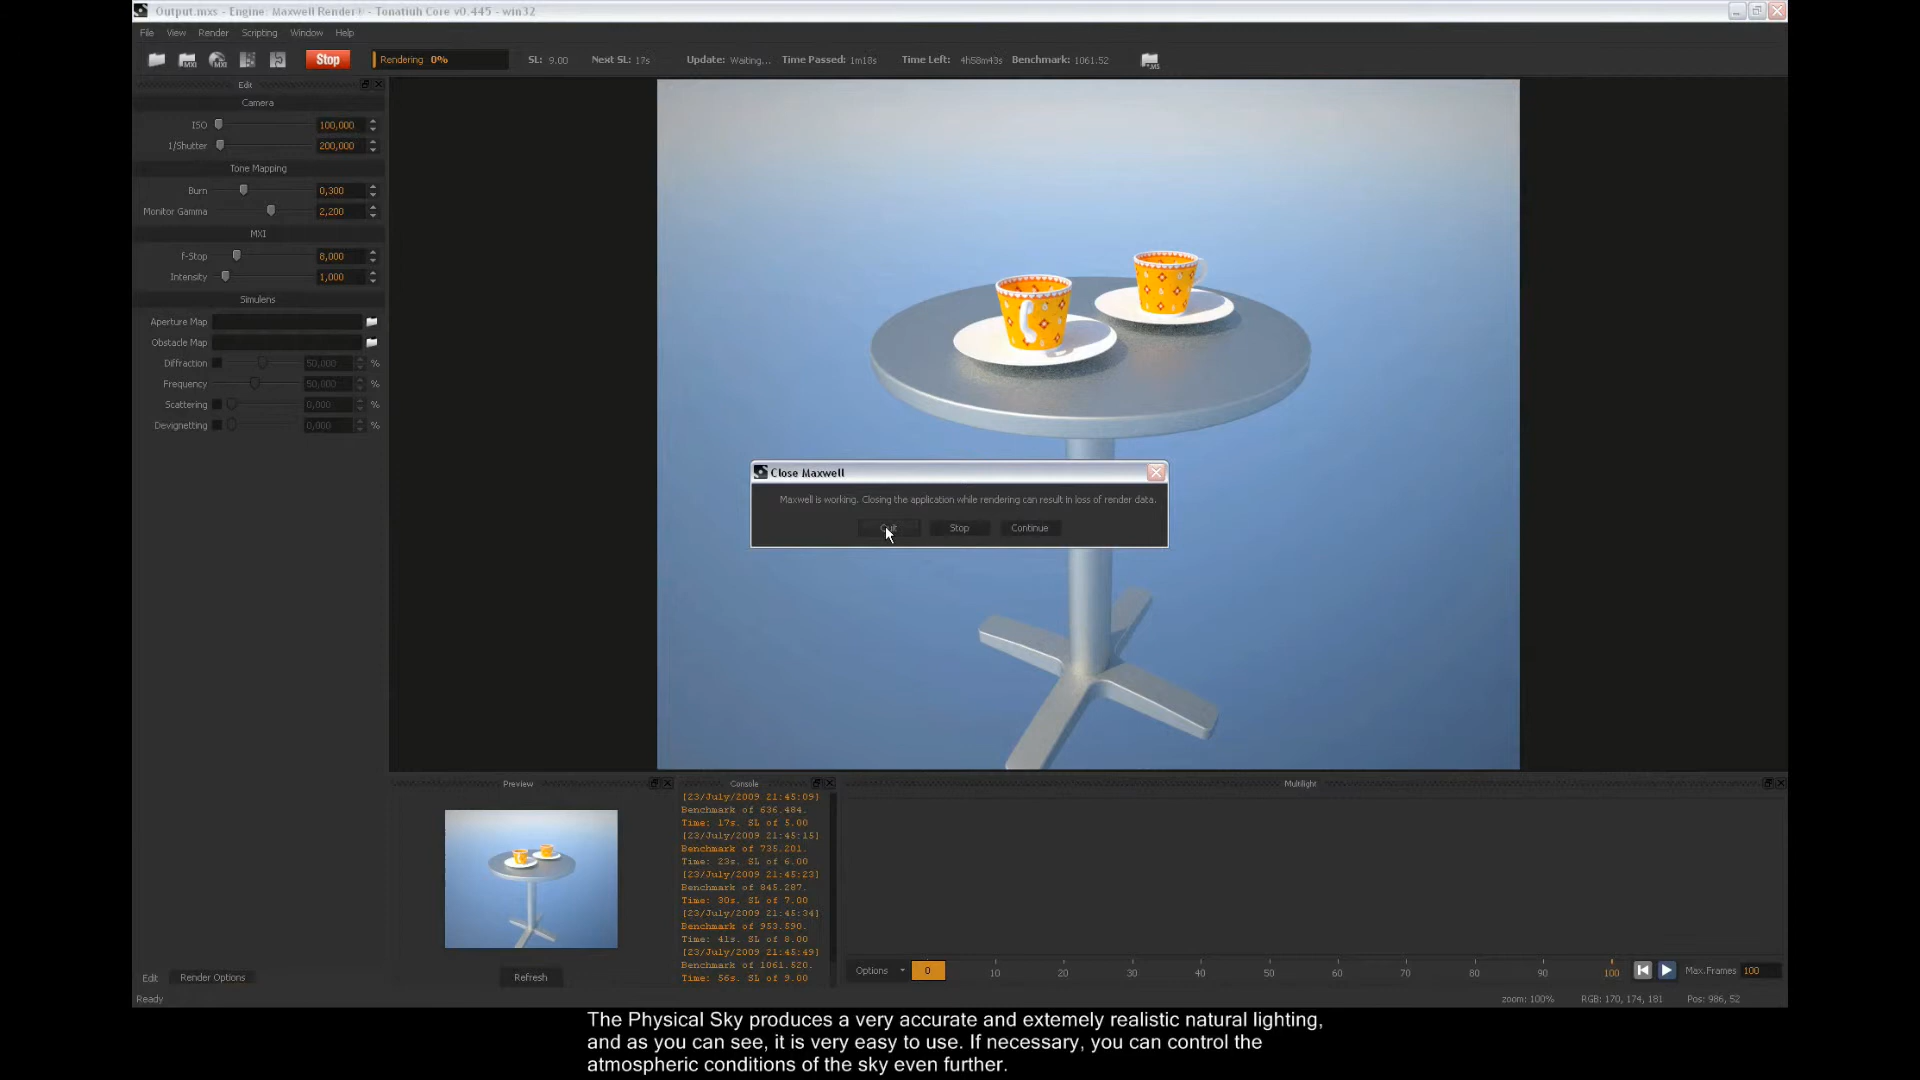 Output.mxs - Engine: Maxwell Render® - Tonatiuh Core v0.445 - win32
File View Render Scripting Window Help
Stop Rendering 0% SL: 9.00 Next SL: 17s Update: Waiting... Time Passed: 1m18s Time Left: 4h58m43s Benchmark: 1061.52
Edit
Camera
ISO 100,000
1/Shutter 200,000
Tone Mapping
Burn 0,300
Monitor Gamma 2,200
MXI
f-Stop 8,000
Intensity 1,000
Simulens
Aperture Map
Obstacle Map
Diffraction 50,000 %
Frequency 50,000 %
Scattering 0,000 %
Devignetting 0,000 %
Close Maxwell
Maxwell is working. Closing the application while rendering can result in loss of render data.
Quit Stop Continue
Preview
Refresh
Console
[23/July/2009 21:45:09]
Benchmark of 636.484.
Time: 17s. SL of 5.00
[23/July/2009 21:45:15]
Benchmark of 735.201.
Time: 23s. SL of 6.00
[23/July/2009 21:45:23]
Benchmark of 845.287.
Time: 30s. SL of 7.00
[23/July/2009 21:45:34]
Benchmark of 953.590.
Time: 41s. SL of 8.00
[23/July/2009 21:45:49]
Benchmark of 1061.520.
Time: 56s. SL of 9.00
Multilight
Options 0 10 20 30 40 50 60 70 80 90 100 Max.Frames 100
Edit Render Options
Ready zoom: 100% RGB: 170, 174, 181 Pos: 986, 52
The Physical Sky produces a very accurate and extemely realistic natural lighting,
and as you can see, it is very easy to use. If necessary, you can control the
atmospheric conditions of the sky even further.